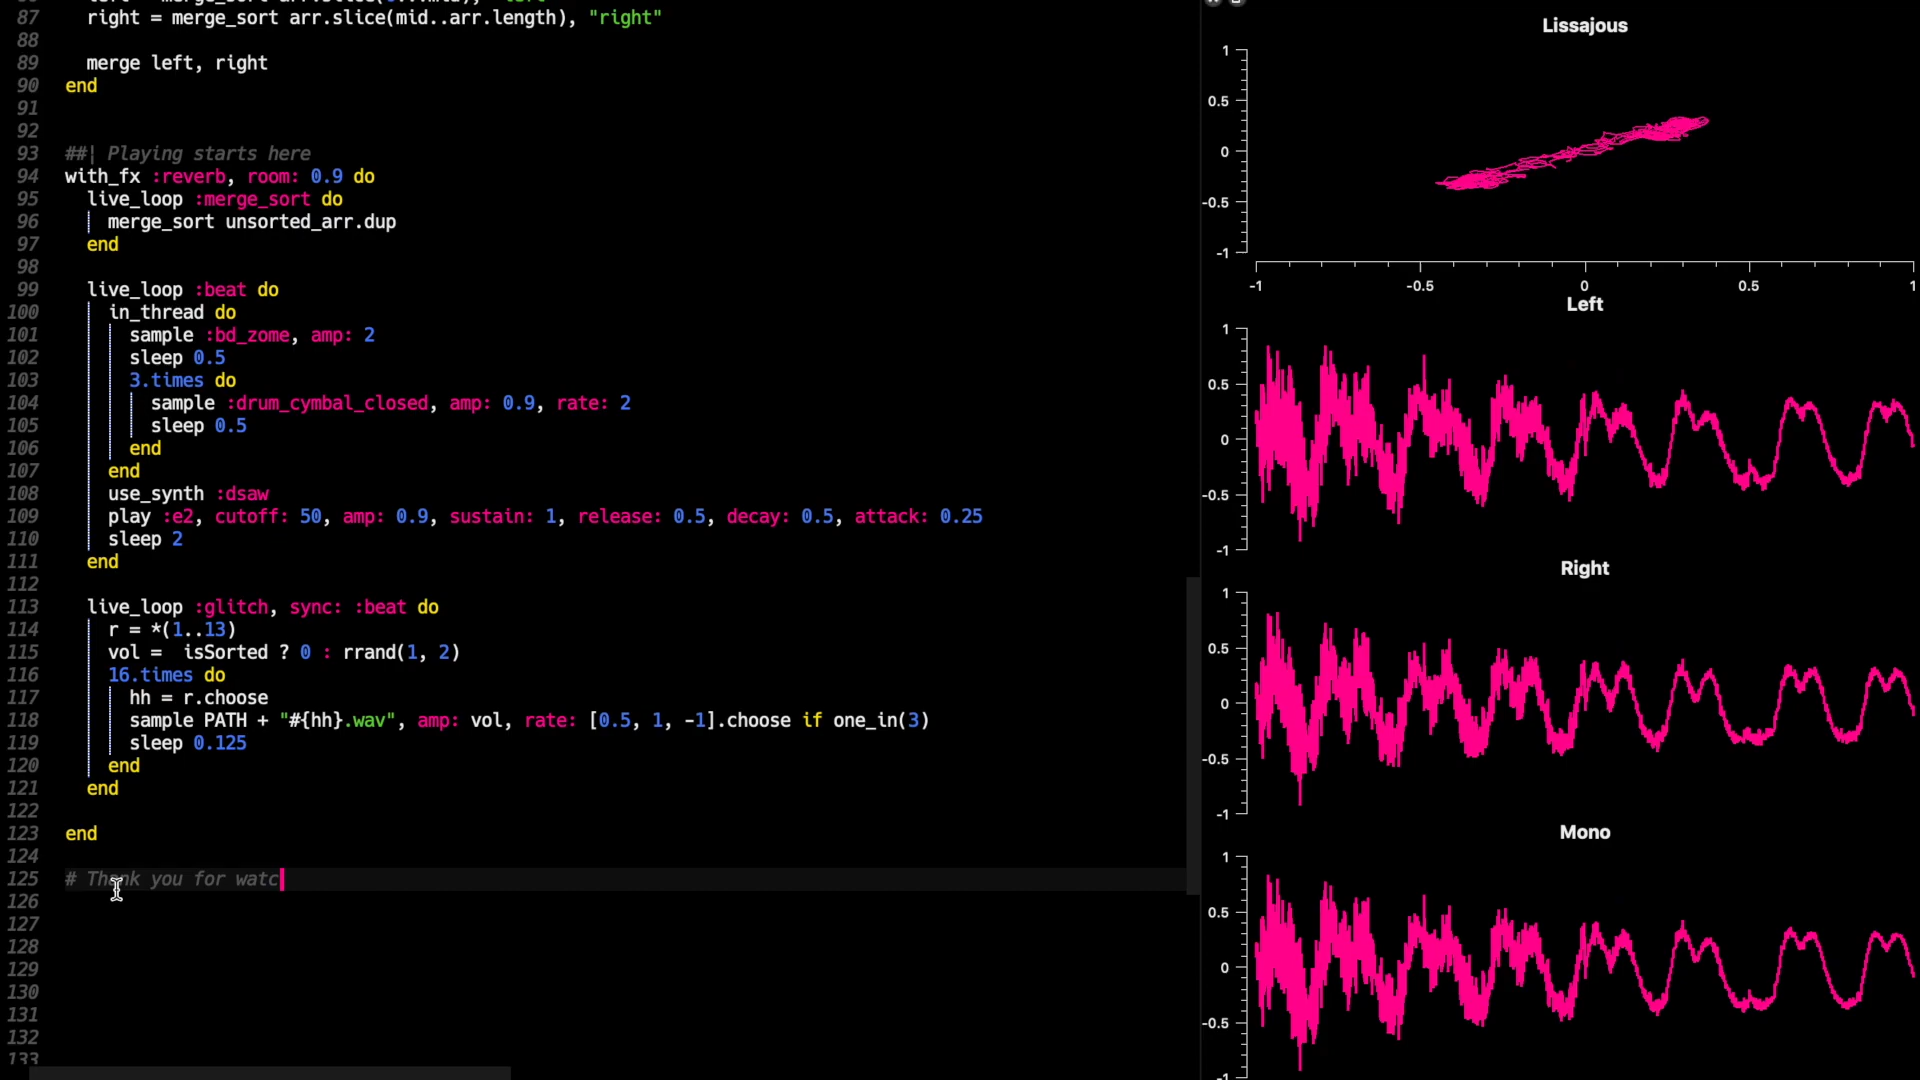 87 right = merge_sort arr.slice(mid..arr.length), "right"
88
89 merge left, right
90 end
91
92
93 ##| Playing starts here
94 with_fx :reverb, room: 0.9 do
95 live_loop :merge_sort do
96 merge_sort unsorted_arr.dup
97 end
98
99 live_loop :beat do
100 in_thread do
101 sample :bd_zome, amp: 2
102 sleep 0.5
103 3.times do
104 sample :drum_cymbal_closed, amp: 0.9, rate: 2
105 sleep 0.5
106 end
107 end
108 use_synth :dsaw
109 play :e2, cutoff: 50, amp: 0.9, sustain: 1, release: 0.5, decay: 0.5, attack: 0.25
110 sleep 2
111 end
112
113 live_loop :glitch, sync: :beat do
114 r = *(1..13)
115 vol =  isSorted ? 0 : rrand(1, 2)
116 16.times do
117 hh = r.choose
118 sample PATH + "#{hh}.wav", amp: vol, rate: [0.5, 1, -1].choose if one_in(3)
119 sleep 0.125
120 end
121 end
122
123 end
124
125 # Thank you for watc
126
127
128
129
130
131
132
133
Lissajous
1
0.5
0
-0.5
-1
-1 -0.5 0 0.5 1
Left
1
0.5
0
-0.5
-1
Right
1
0.5
0
-0.5
-1
Mono
1
0.5
0
-0.5
-1